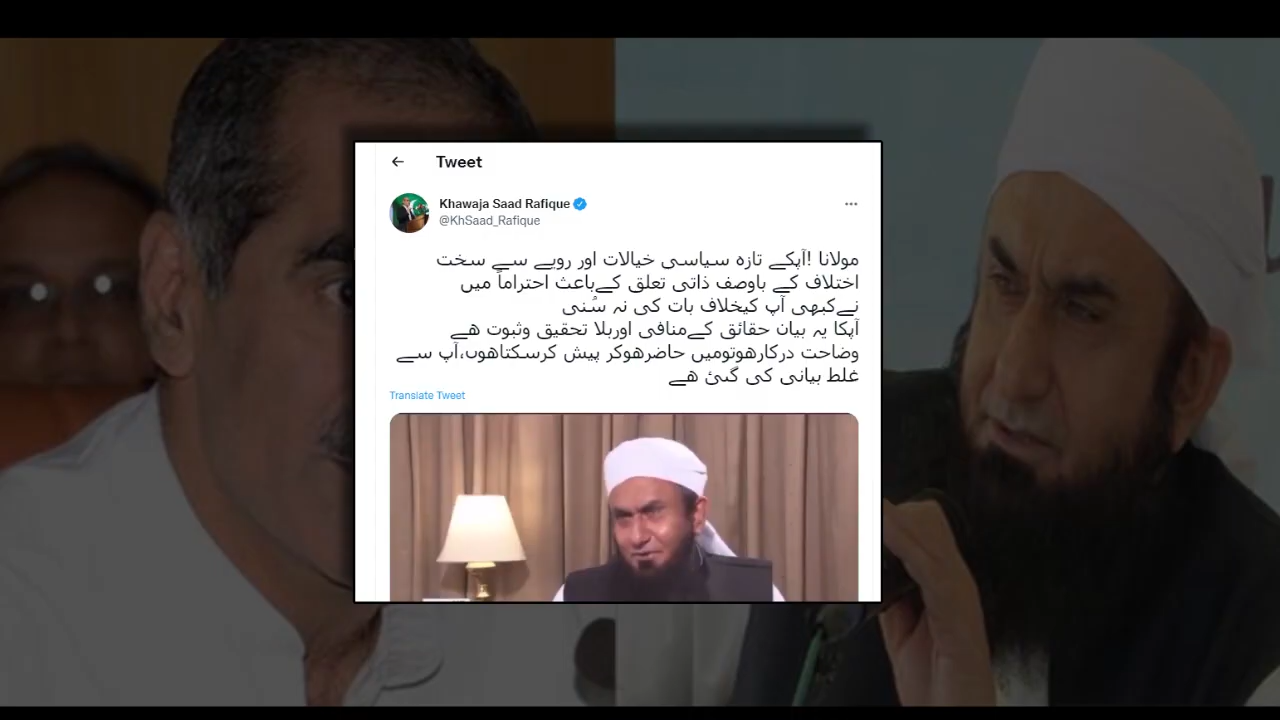 Tweet
Khawaja Saad Rafique
@KhSaad_Rafique
مولانا !آپکے تازہ سیاسی خیالات اور رویے سے سخت
اختلاف کے باوصف ذاتی تعلق کےباعث احتراماً میں
نےکبھی آپ کیخلاف بات کی نہ سُنی
آپکا یہ بیان حقائق کےمنافی اوربلا تحقیق وثبوت ھے
وضاحت درکارھوتومیں حاضرھوکر پیش کرسکتاھوں،آپ سے
غلط بیانی کی گئ ھے
Translate Tweet